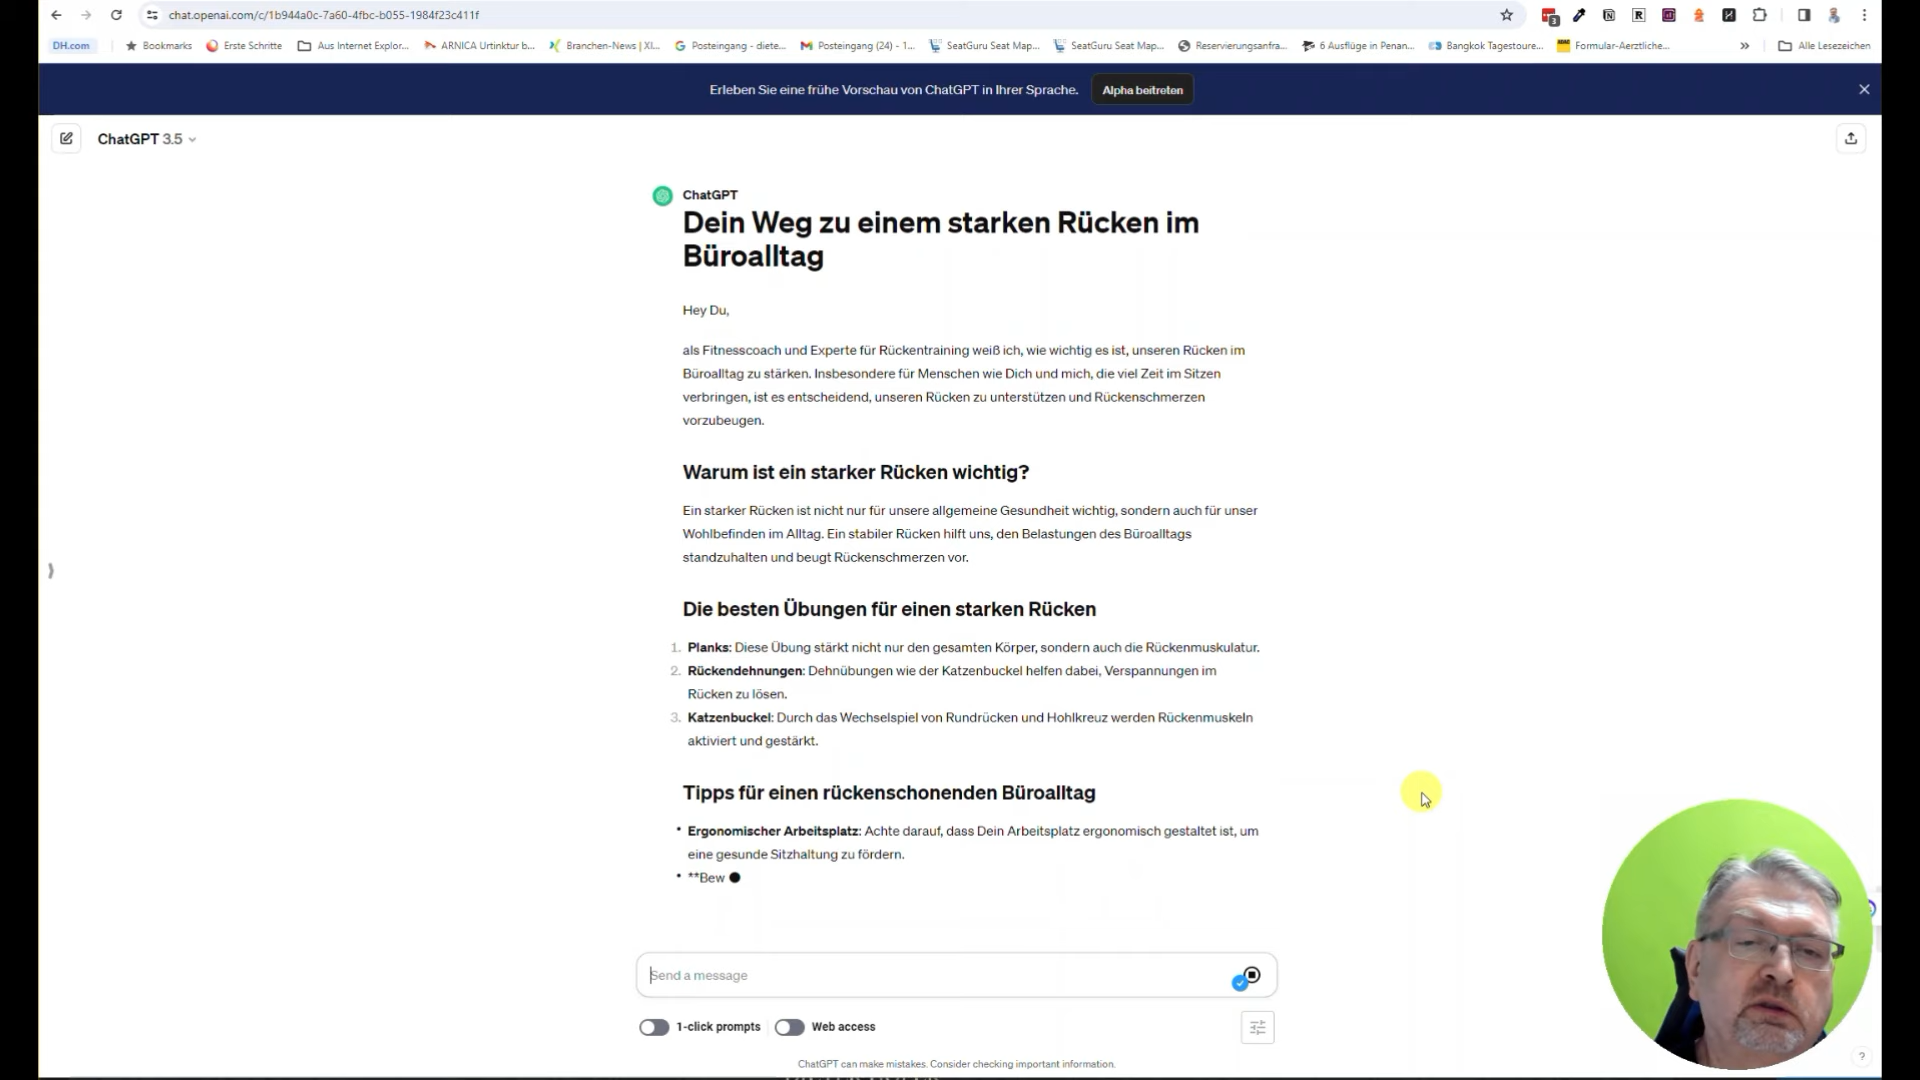 chat.openai.com/c/1b944a0c-7a60-4fbc-b055-1984f23c411f
3
DH.com
Bookmarks
Erste Schritte
Aus Internet Explor...
ARNICA Urtinktur b...
Branchen-News | XI...
Posteingang - diete...
Posteingang (24) - 1...
SeatGuru Seat Map...
SeatGuru Seat Map...
Reservierungsanfra...
6 Ausflüge in Penan...
Bangkok Tagestoure...
Formular-Aerztliche...
Alle Lesezeichen
Erleben Sie eine frühe Vorschau von ChatGPT in Ihrer Sprache.
Alpha beitreten
ChatGPT 3.5
ChatGPT
Dein Weg zu einem starken Rücken im
Büroalltag
Hey Du,
als Fitnesscoach und Experte für Rückentraining weiß ich, wie wichtig es ist, unseren Rücken im
Büroalltag zu stärken. Insbesondere für Menschen wie Dich und mich, die viel Zeit im Sitzen
verbringen, ist es entscheidend, unseren Rücken zu unterstützen und Rückenschmerzen
vorzubeugen.
Warum ist ein starker Rücken wichtig?
Ein starker Rücken ist nicht nur für unsere allgemeine Gesundheit wichtig, sondern auch für unser
Wohlbefinden im Alltag. Ein stabiler Rücken hilft uns, den Belastungen des Büroalltags
standzuhalten und beugt Rückenschmerzen vor.
Die besten Übungen für einen starken Rücken
1. Planks: Diese Übung stärkt nicht nur den gesamten Körper, sondern auch die Rückenmuskulatur.
2. Rückendehnungen: Dehnübungen wie der Katzenbuckel helfen dabei, Verspannungen im
Rücken zu lösen.
3. Katzenbuckel: Durch das Wechselspiel von Rundrücken und Hohlkreuz werden Rückenmuskeln
aktiviert und gestärkt.
Tipps für einen rückenschonenden Büroalltag
• Ergonomischer Arbeitsplatz: Achte darauf, dass Dein Arbeitsplatz ergonomisch gestaltet ist, um
eine gesunde Sitzhaltung zu fördern.
• **Bew
Send a message
1-click prompts
Web access
ChatGPT can make mistakes. Consider checking important information.
?